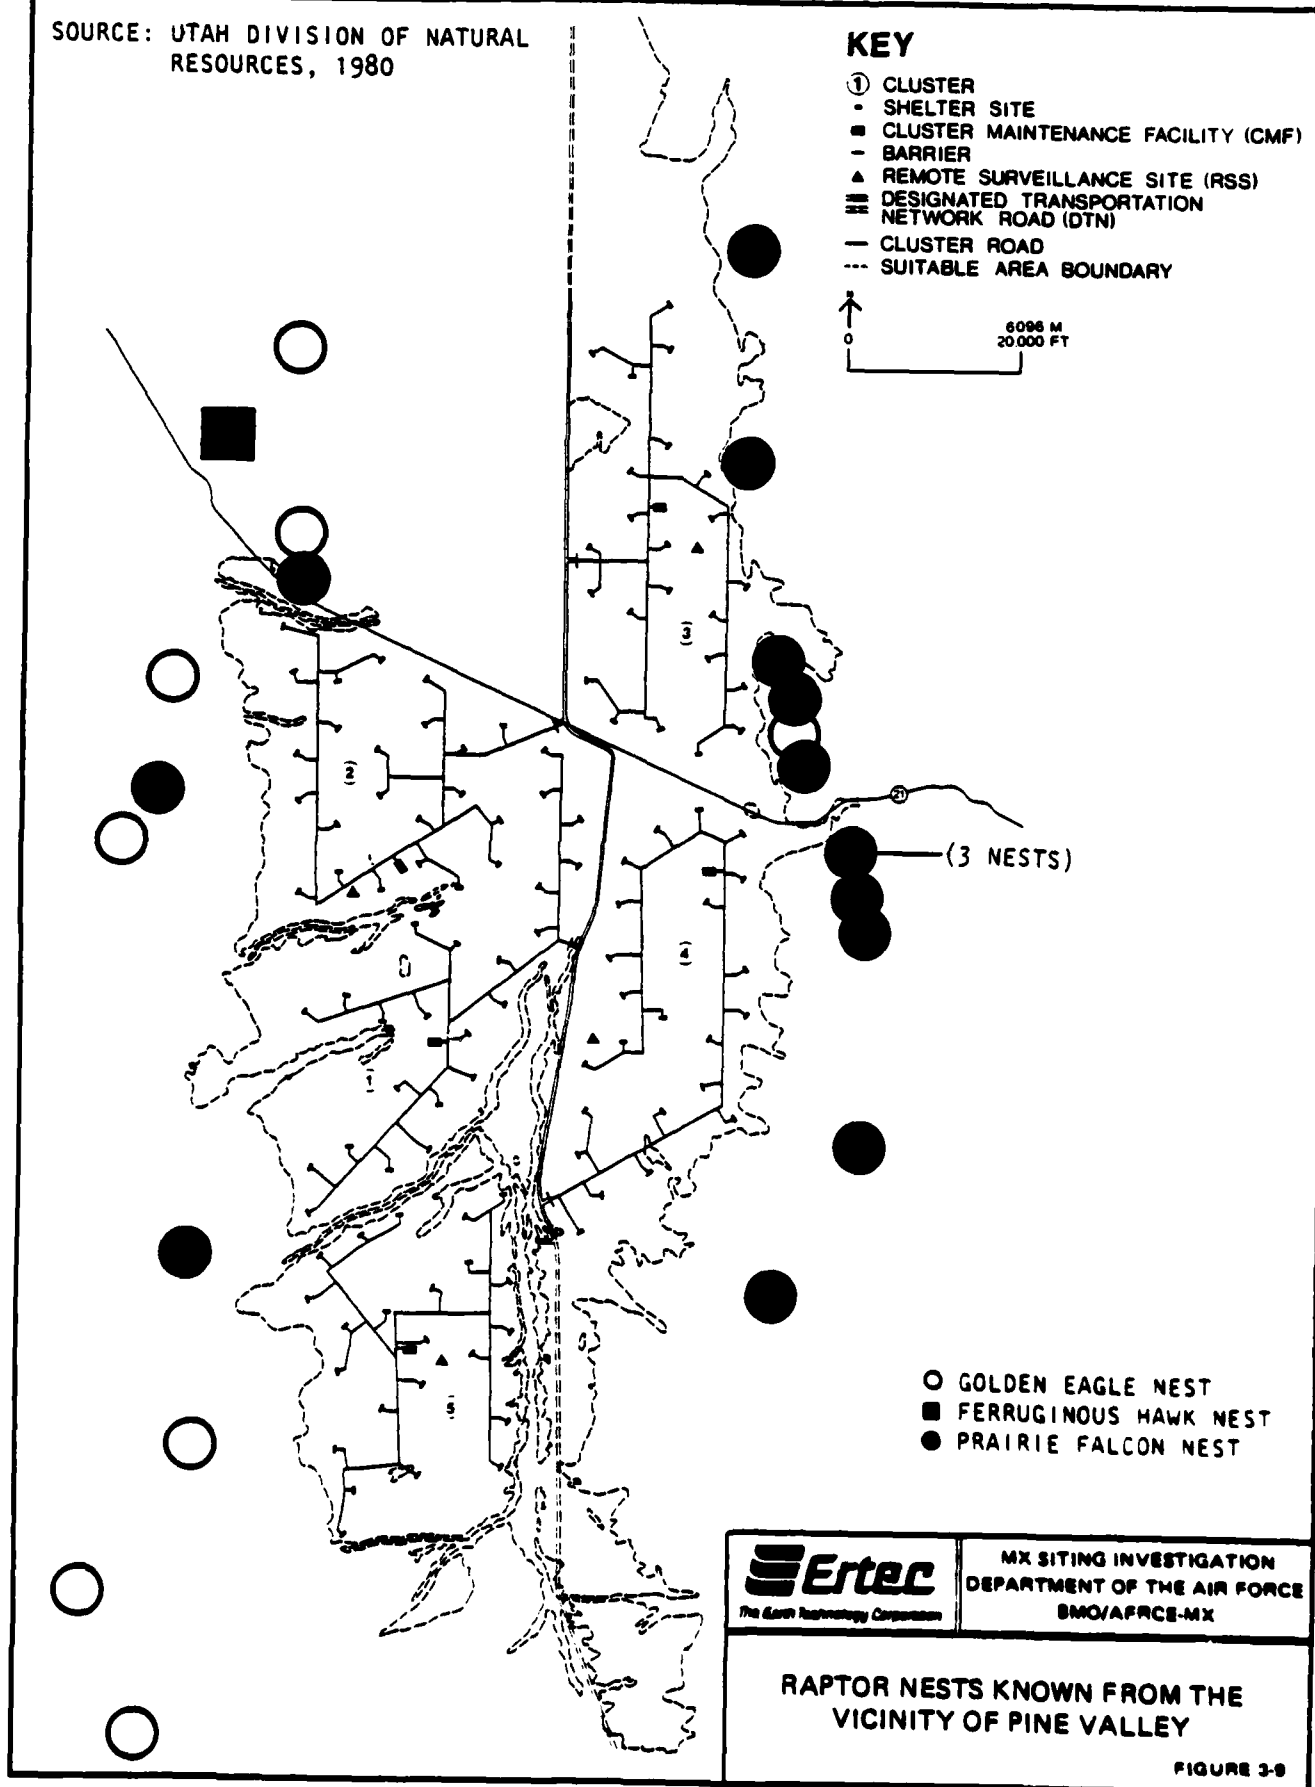 SOURCE: UTAH DIVISION OF NATURAL
RESOURCES, 1980
KEY
1 CLUSTER
SHELTER SITE
CLUSTER MAINTENANCE FACILITY (CMF)
BARRIER
REMOTE SURVEILLANCE SITE (RSS)
DESIGNATED TRANSPORTATION
NETWORK ROAD (DTN)
CLUSTER ROAD
SUITABLE AREA BOUNDARY
N
0
6096 M
20,000 FT
3
2
21
(3 NESTS)
4
1
5
GOLDEN EAGLE NEST
FERRUGINOUS HAWK NEST
PRAIRIE FALCON NEST
Ertec
The Earth Technology Corporation
MX SITING INVESTIGATION
DEPARTMENT OF THE AIR FORCE
BMO/AFRCE-MX
RAPTOR NESTS KNOWN FROM THE
VICINITY OF PINE VALLEY
FIGURE 3-9